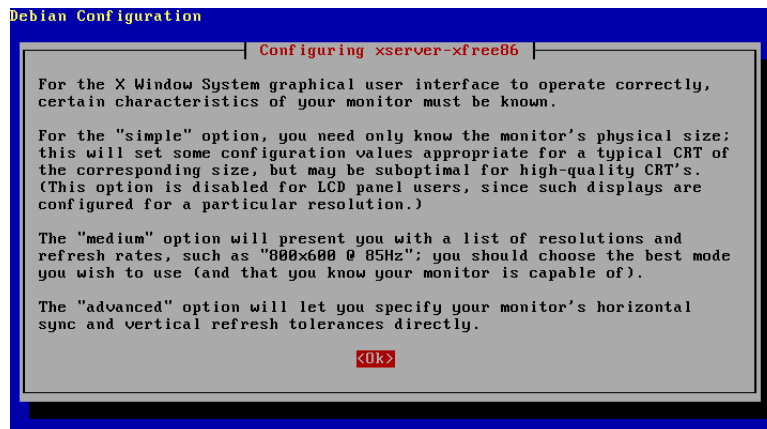 Debian Configuration
Configuring xserver-xfree86
For the X Window System graphical user interface to operate correctly,
certain characteristics of your monitor must be known.
For the "simple" option, you need only know the monitor's physical size;
this will set some configuration values appropriate for a typical CRT of
the corresponding size, but may be suboptimal for high-quality CRT's.
(This option is disabled for LCD panel users, since such displays are
configured for a particular resolution.)
The "medium" option will present you with a list of resolutions and
refresh rates, such as "800x600 @ 85Hz"; you should choose the best mode
you wish to use (and that you know your monitor is capable of).
The "advanced" option will let you specify your monitor's horizontal
sync and vertical refresh tolerances directly.
<Ok>